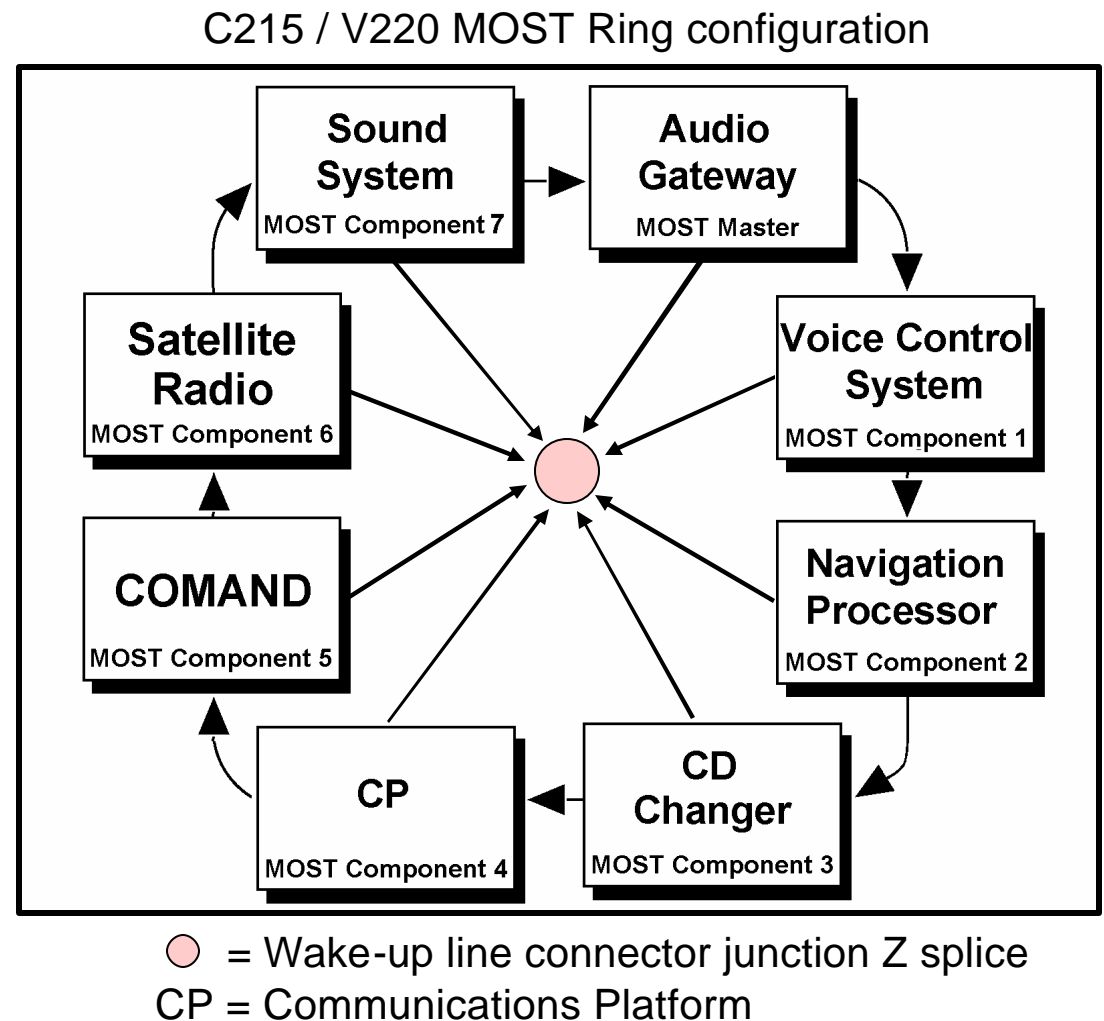 C215 / V220 MOST Ring configuration
Sound
System
MOST Component 7
Audio
Gateway
MOST Master
Satellite
Radio
MOST Component 6
Voice Control
System
MOST Component 1
COMAND
MOST Component 5
Navigation
Processor
MOST Component 2
CP
MOST Component 4
CD
Changer
MOST Component 3
= Wake-up line connector junction Z splice
CP = Communications Platform